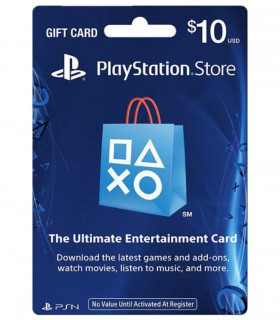 GIFT CARD $10 USD
PlayStation Store
SM
The Ultimate Entertainment Card
Download the latest games and add-ons,
watch movies, listen to music, and more.
PSN No Value Until Activated At Register